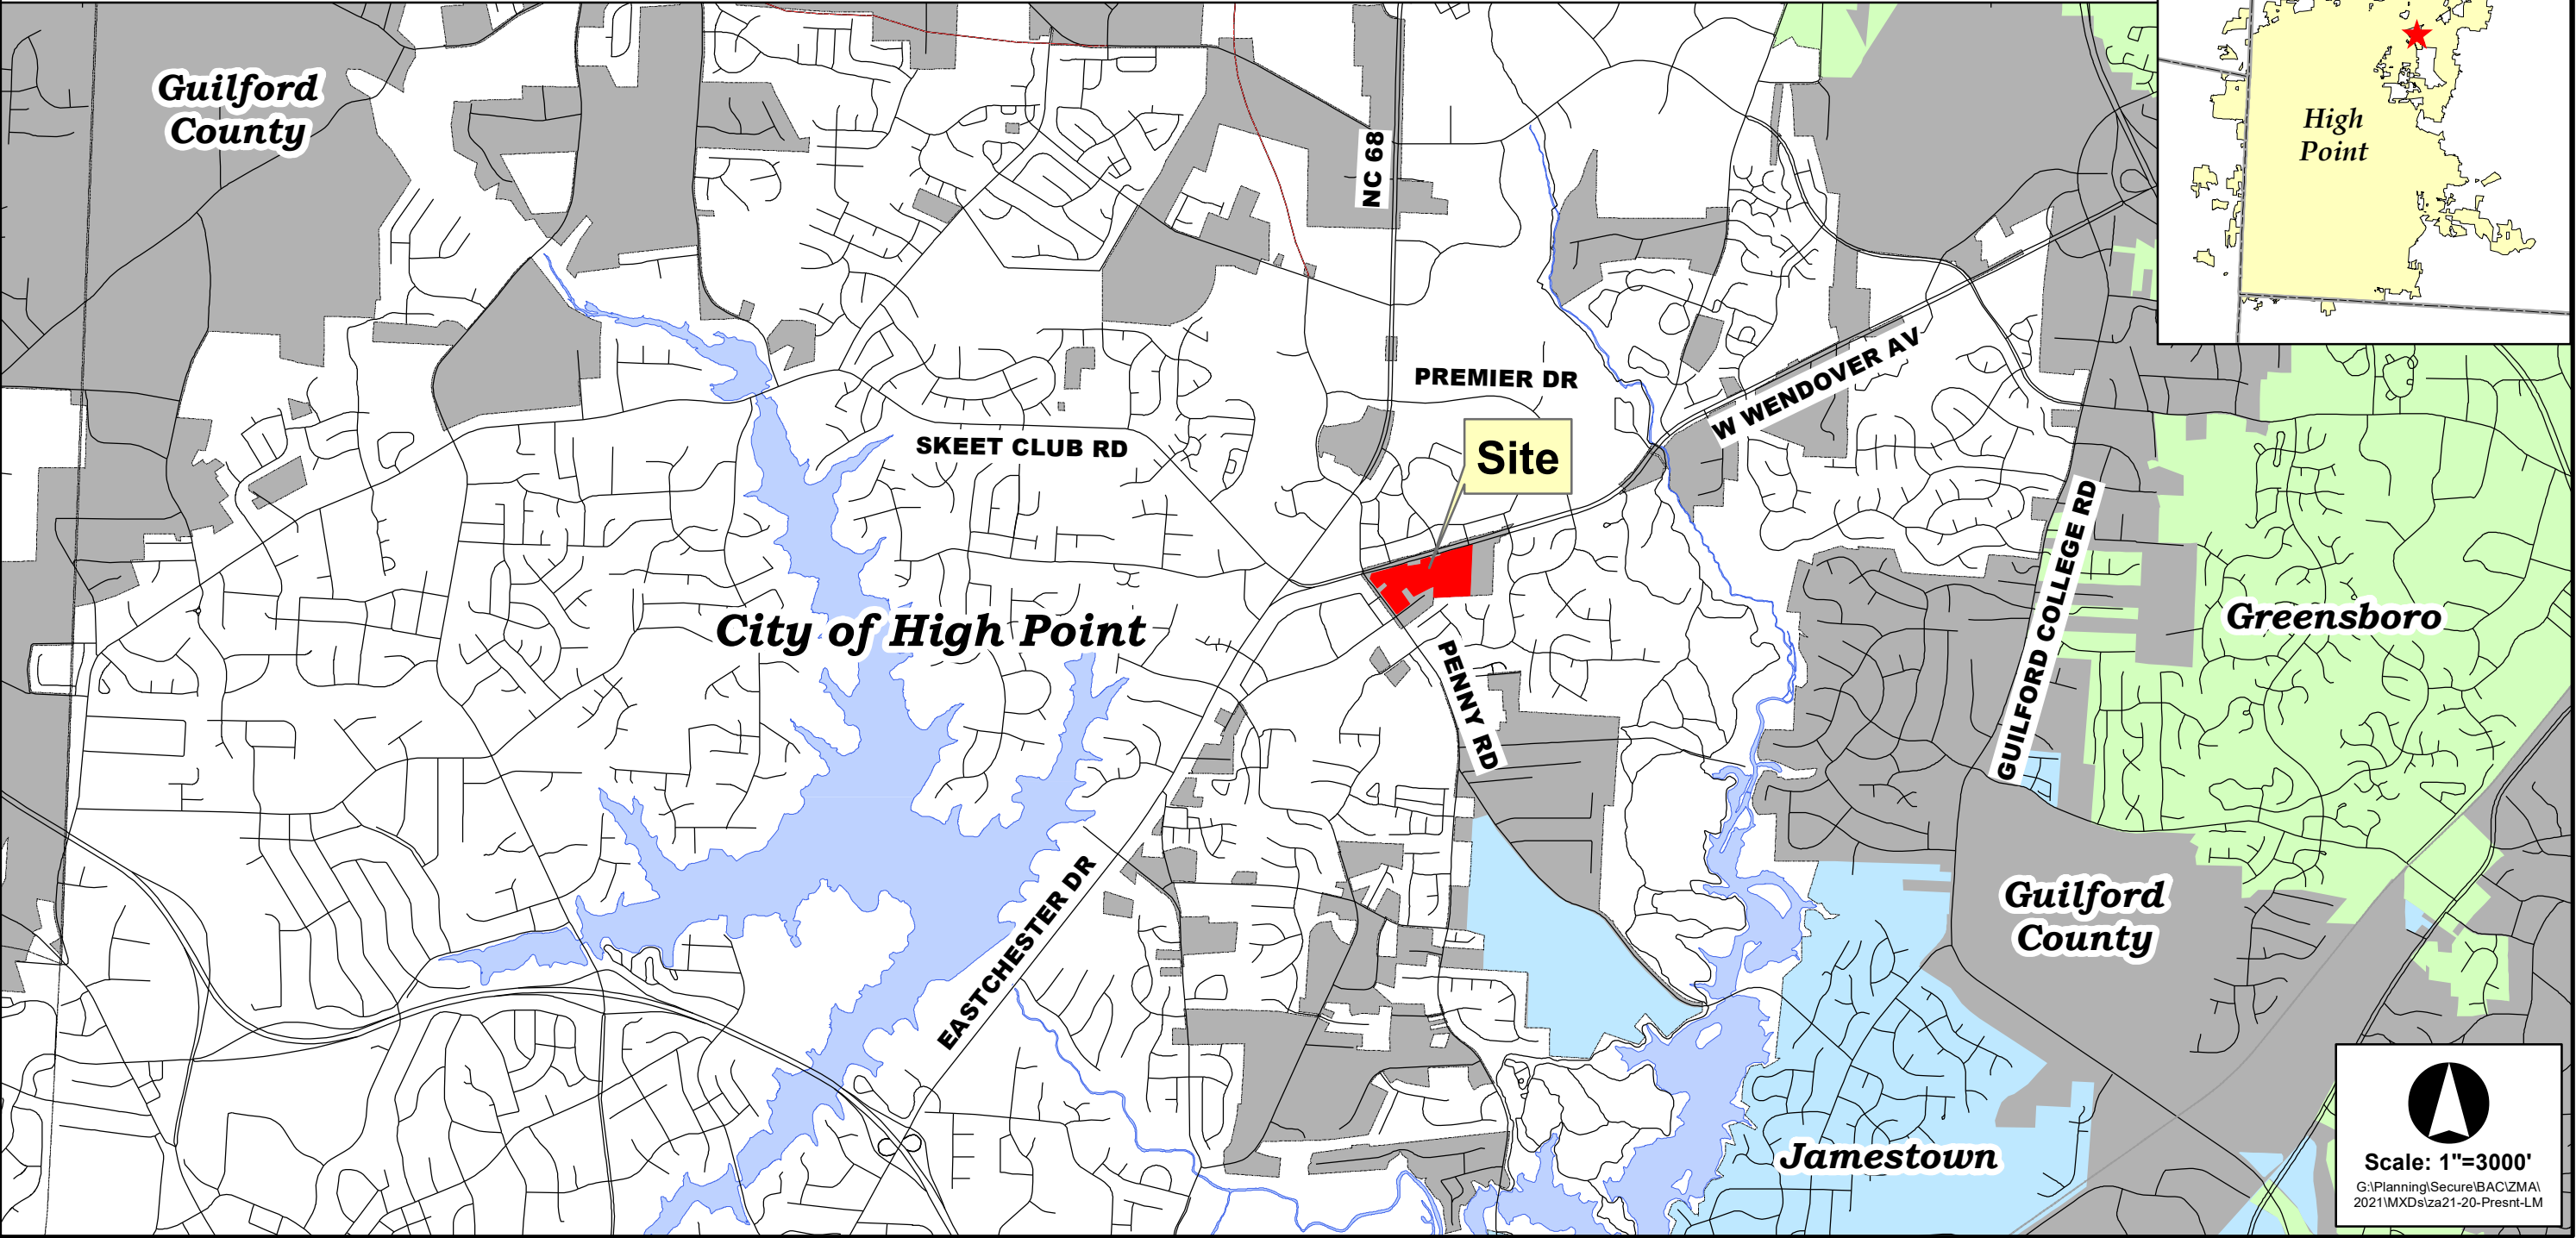 Guilford
County
High
Point
NC 68
PREMIER DR
W WENDOVER AV
SKEET CLUB RD
Site
GUILFORD COLLEGE RD
City of High Point
Greensboro
PENNY RD
EASTCHESTER DR
Guilford
County
Jamestown
Scale: 1"=3000'
G:\Planning\Secure\BAC\ZMA\
2021\MXDs\za21-20-Presnt-LM